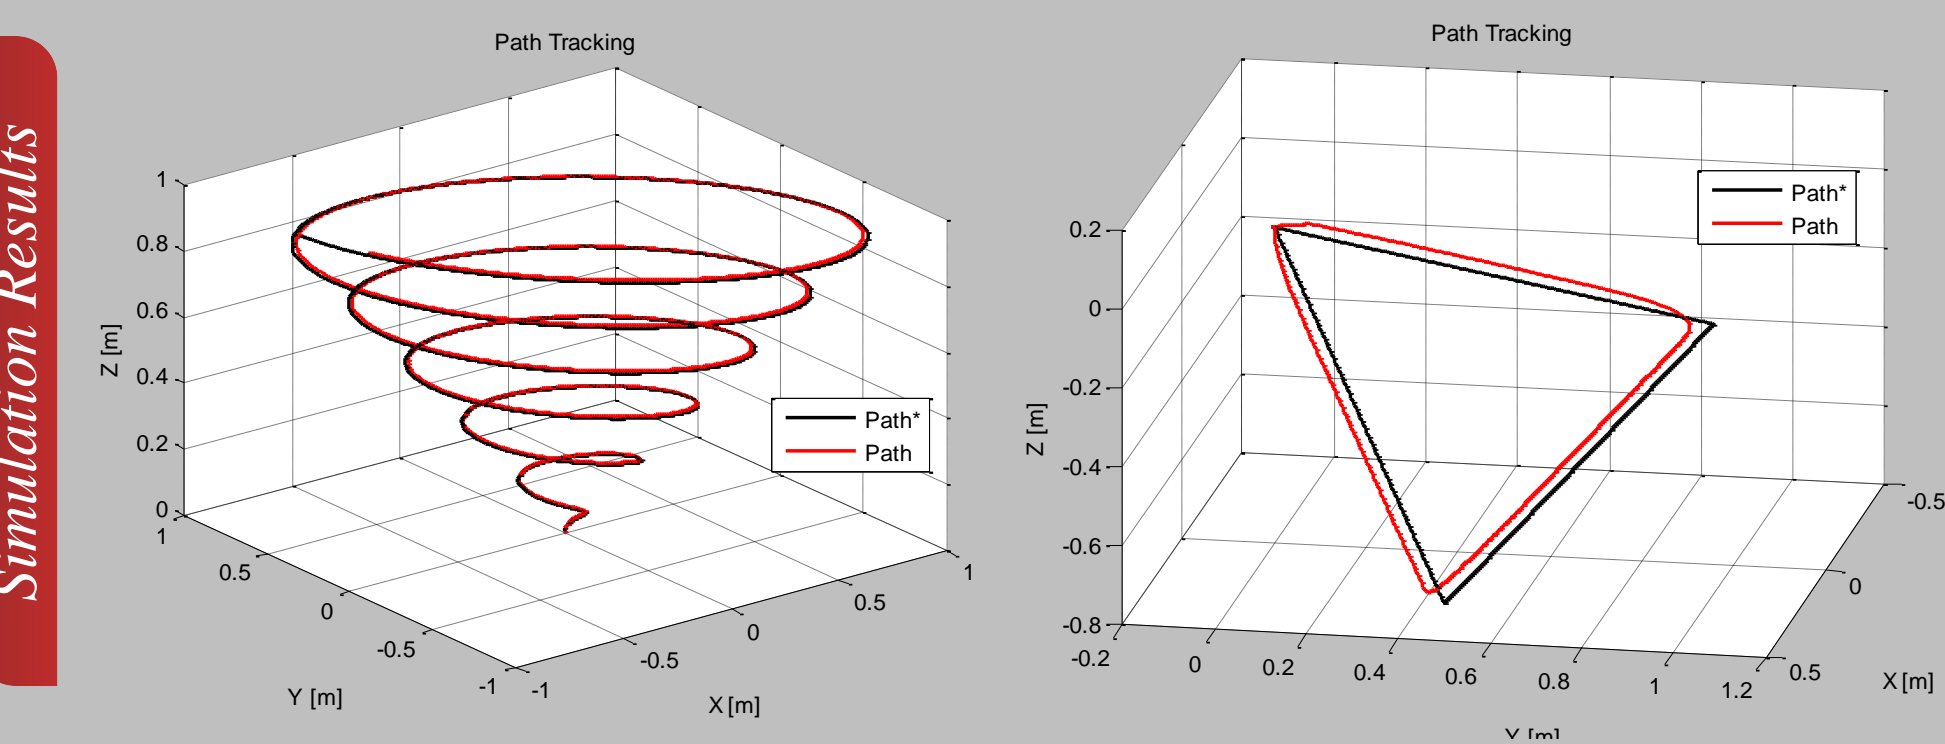 Simulation Results
Path Tracking
1
0.8
0.6
0.4
0.2
0
Z [m]
1
0.5
0
-0.5
-1
Y [m]
-1
-0.5
0
0.5
1
X [m]
Path*
Path
Path Tracking
0.2
0
-0.2
-0.4
-0.6
-0.8
Z [m]
-0.2
0
0.2
0.4
0.6
0.8
1
1.2
Y [m]
0.5
0
-0.5
X [m]
Path*
Path